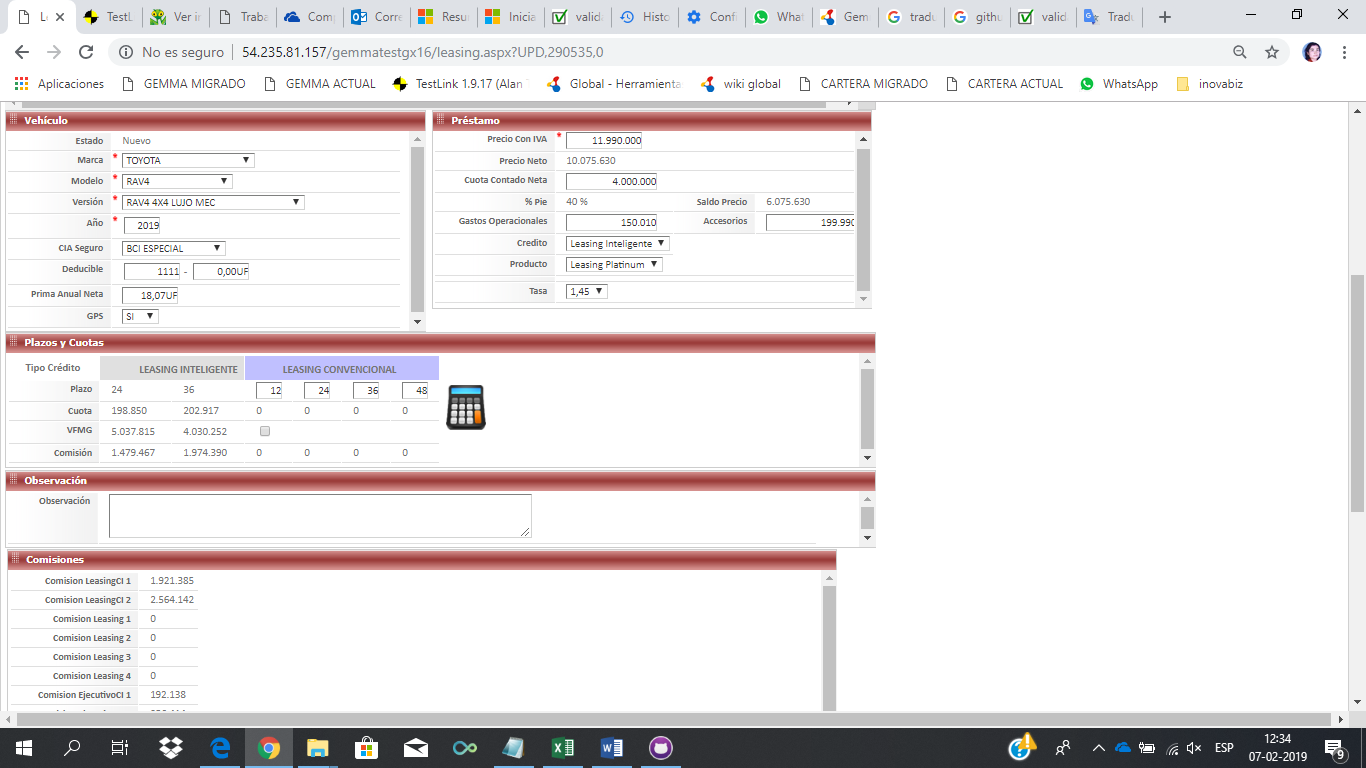 Le
TestL
Ver ir
Traba
Com
Corre
Resu
Inicia
valid
Histo
Confi
What
Gem
tradu
githu
valid
Tradu
No es seguro | 54.235.81.157/gemmatestgx16/leasing.aspx?UPD,290535,0
Aplicaciones
GEMMA MIGRADO
GEMMA ACTUAL
TestLink 1.9.17 (Alan
Global - Herramienta
wiki global
CARTERA MIGRADO
CARTERA ACTUAL
WhatsApp
inovabiz
Vehículo
Estado Nuevo
Marca * TOYOTA
Modelo * RAV4
Versión * RAV4 4X4 LUJO MEC
Año * 2019
CIA Seguro BCI ESPECIAL
Deducible 1111 - 0,00UF
Prima Anual Neta 18,07UF
GPS SI
Préstamo
Precio Con IVA * 11.990.000
Precio Neto 10.075.630
Cuota Contado Neta 4.000.000
% Pie 40 % Saldo Precio 6.075.630
Gastos Operacionales 150.010 Accesorios 199.990
Credito Leasing Inteligente
Producto Leasing Platinum
Tasa 1,45
Plazos y Cuotas
Tipo Crédito LEASING INTELIGENTE LEASING CONVENCIONAL
Plazo 24 36 12 24 36 48
Cuota 198.850 202.917 0 0 0 0
VFMG 5.037.815 4.030.252
Comisión 1.479.467 1.974.390 0 0 0 0
Observación
Observación
Comisiones
Comision LeasingCI 1 1.921.385
Comision LeasingCI 2 2.564.142
Comision Leasing 1 0
Comision Leasing 2 0
Comision Leasing 3 0
Comision Leasing 4 0
Comision EjecutivoCI 1 192.138
ESP
12:34
07-02-2019
9